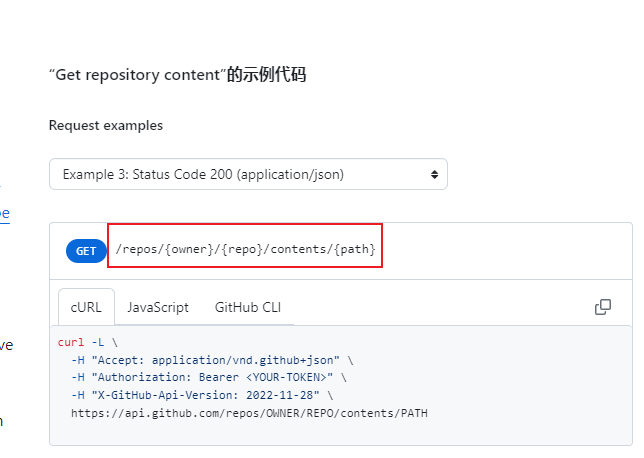 “Get repository content”的示例代码
Request examples
Example 3: Status Code 200 (application/json)
be
GET /repos/{owner}/{repo}/contents/{path}
cURL JavaScript GitHub CLI
ve
curl -L \
-H "Accept: application/vnd.github+json" \
-H "Authorization: Bearer <YOUR-TOKEN>" \
-H "X-GitHub-Api-Version: 2022-11-28" \
https://api.github.com/repos/OWNER/REPO/contents/PATH